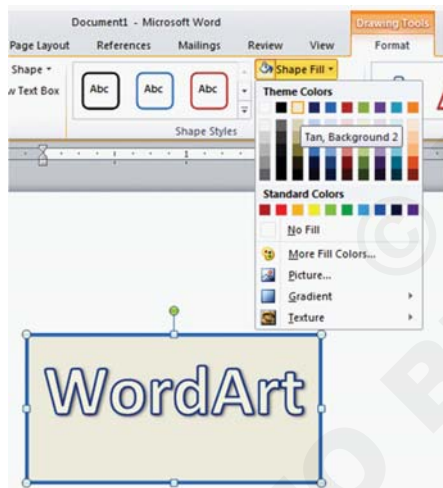 Document1 - Microsoft Word
Drawing Tools
Page Layout References Mailings Review View Format
Shape
w Text Box
Abc Abc Abc
Shape Fill
Shape Styles
Theme Colors
Tan, Background 2
1
Standard Colors
No Fill
More Fill Colors...
Picture...
Gradient
Texture
WordArt